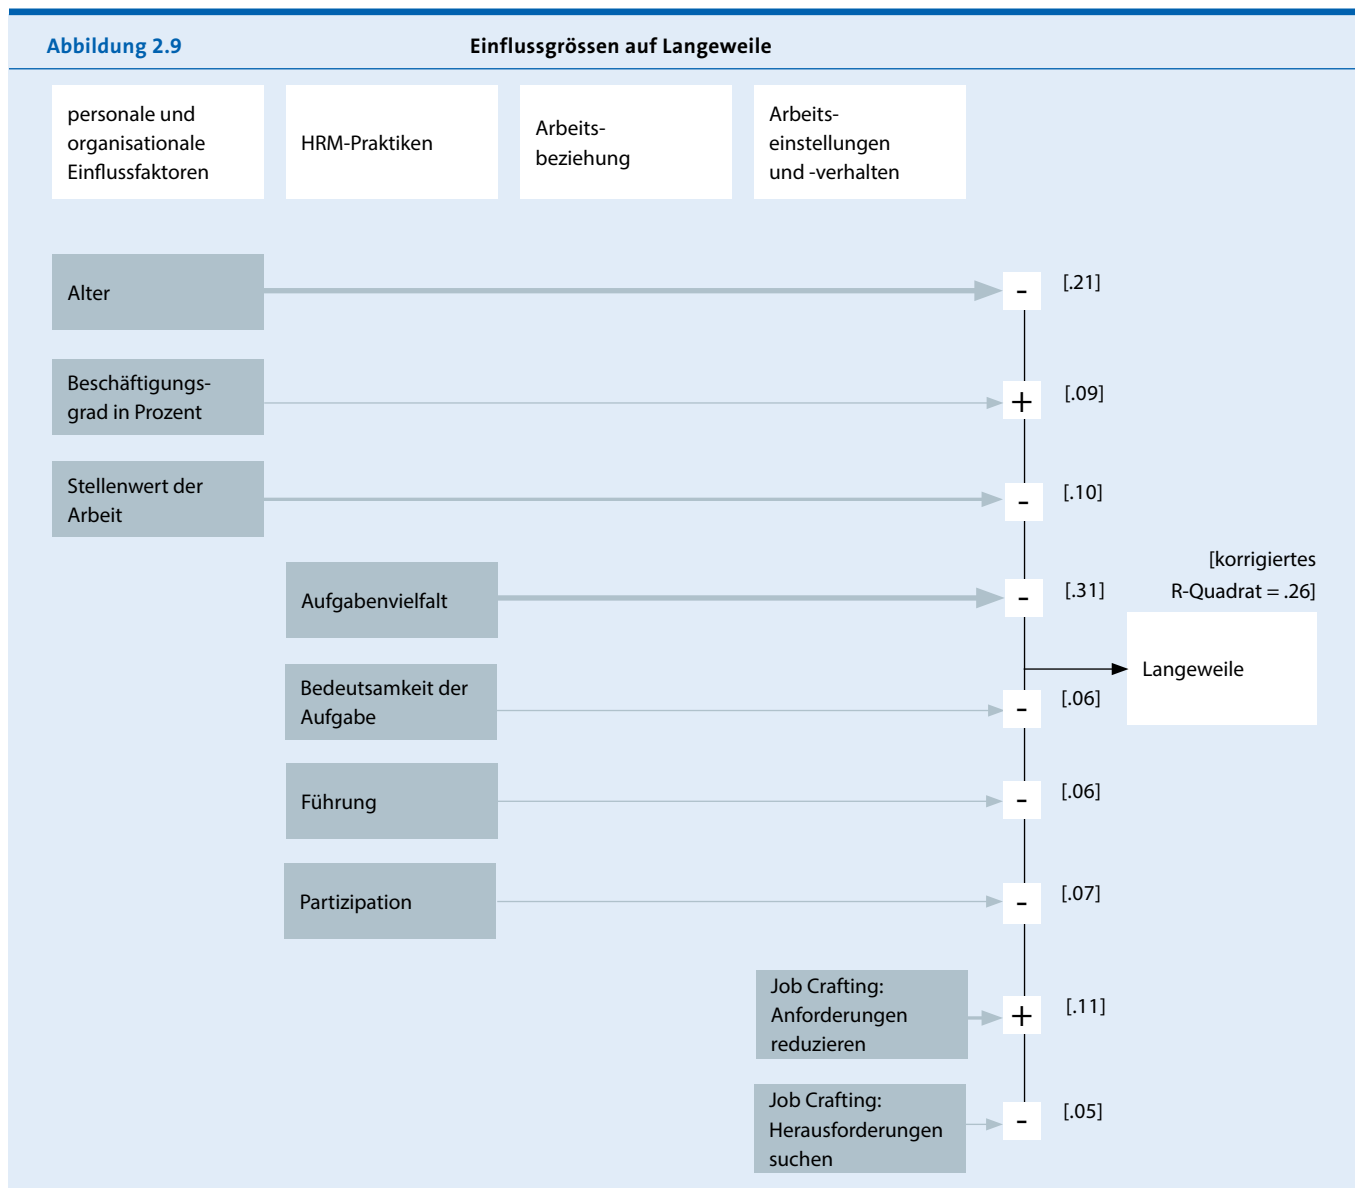 Abbildung 2.9
Einflussgrössen auf Langeweile
personale und
organisationale
Einflussfaktoren
HRM-Praktiken
Arbeits-
beziehung
Arbeits-
einstellungen
und -verhalten
Alter
-
[.21]
Beschäftigungs-
grad in Prozent
+
[.09]
Stellenwert der
Arbeit
-
[.10]
Aufgabenvielfalt
-
[.31]
[korrigiertes
R-Quadrat = .26]
Langeweile
Bedeutsamkeit der
Aufgabe
-
[.06]
Führung
-
[.06]
Partizipation
-
[.07]
Job Crafting:
Anforderungen
reduzieren
+
[.11]
Job Crafting:
Herausforderungen
suchen
-
[.05]